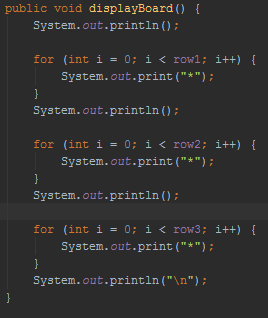 public void displayBoard() {
    System.out.println();

    for (int i = 0; i < row1; i++) {
        System.out.print("*");
    }
    System.out.println();

    for (int i = 0; i < row2; i++) {
        System.out.print("*");
    }
    System.out.println();

    for (int i = 0; i < row3; i++) {
        System.out.print("*");
    }
    System.out.println("\n");
}